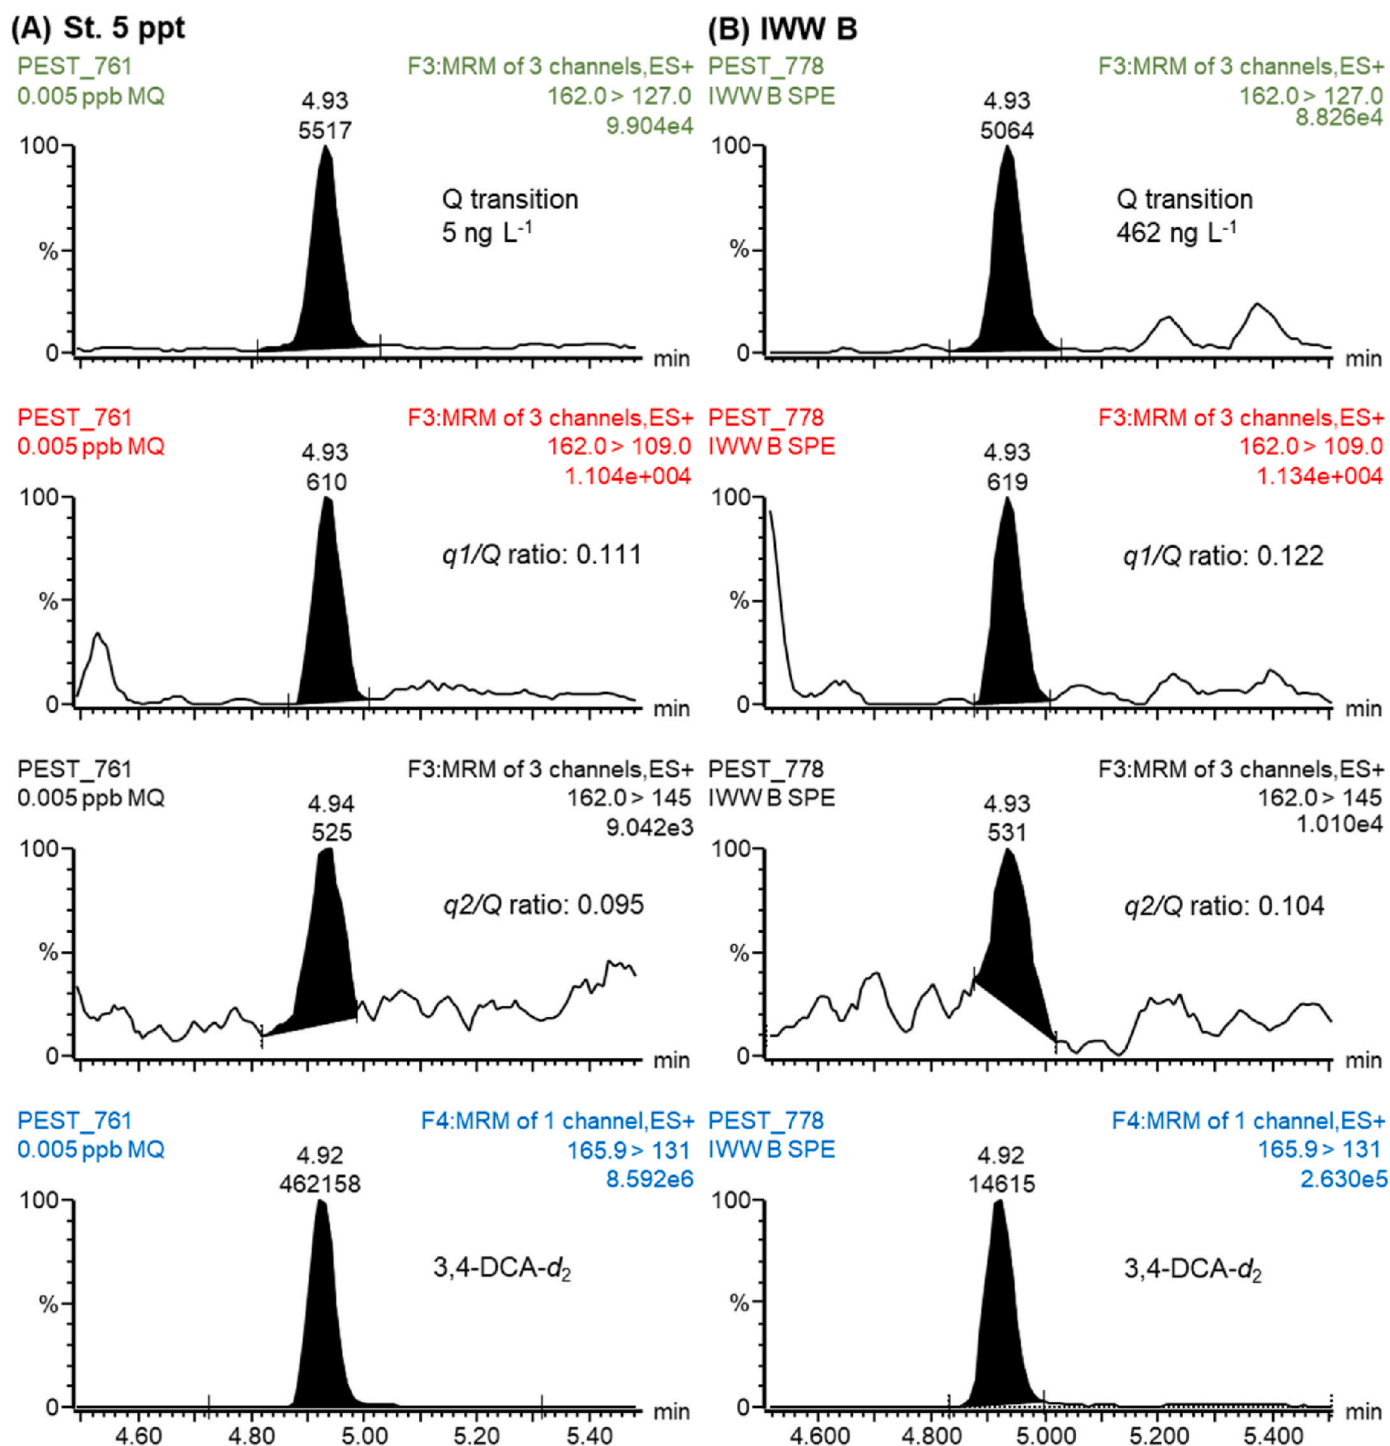 (A) St. 5 ppt
PEST_761
0.005 ppb MQ
F3:MRM of 3 channels,ES+
162.0 > 127.0
9.904e4
4.93
5517
100
%
0
min
Q transition
5 ng L-1
PEST_761
0.005 ppb MQ
F3:MRM of 3 channels,ES+
162.0 > 109.0
1.104e+004
4.93
610
100
%
0
min
q1/Q ratio: 0.111
PEST_761
0.005 ppb MQ
F3:MRM of 3 channels,ES+
162.0 > 145
9.042e3
4.94
525
100
%
0
min
q2/Q ratio: 0.095
PEST_761
0.005 ppb MQ
F4:MRM of 1 channel,ES+
165.9 > 131
8.592e6
4.92
462158
100
%
0
min
3,4-DCA-d2
4.60 4.80 5.00 5.20 5.40
(B) IWW B
PEST_778
IWW B SPE
F3:MRM of 3 channels,ES+
162.0 > 127.0
8.826e4
4.93
5064
100
%
0
min
Q transition
462 ng L-1
PEST_778
IWW B SPE
F3:MRM of 3 channels,ES+
162.0 > 109.0
1.134e+004
4.93
619
100
%
0
min
q1/Q ratio: 0.122
PEST_778
IWW B SPE
F3:MRM of 3 channels,ES+
162.0 > 145
1.010e4
4.93
531
100
%
0
min
q2/Q ratio: 0.104
PEST_778
IWW B SPE
F4:MRM of 1 channel,ES+
165.9 > 131
2.630e5
4.92
14615
100
%
0
min
3,4-DCA-d2
4.600 4.800 5.000 5.200 5.400